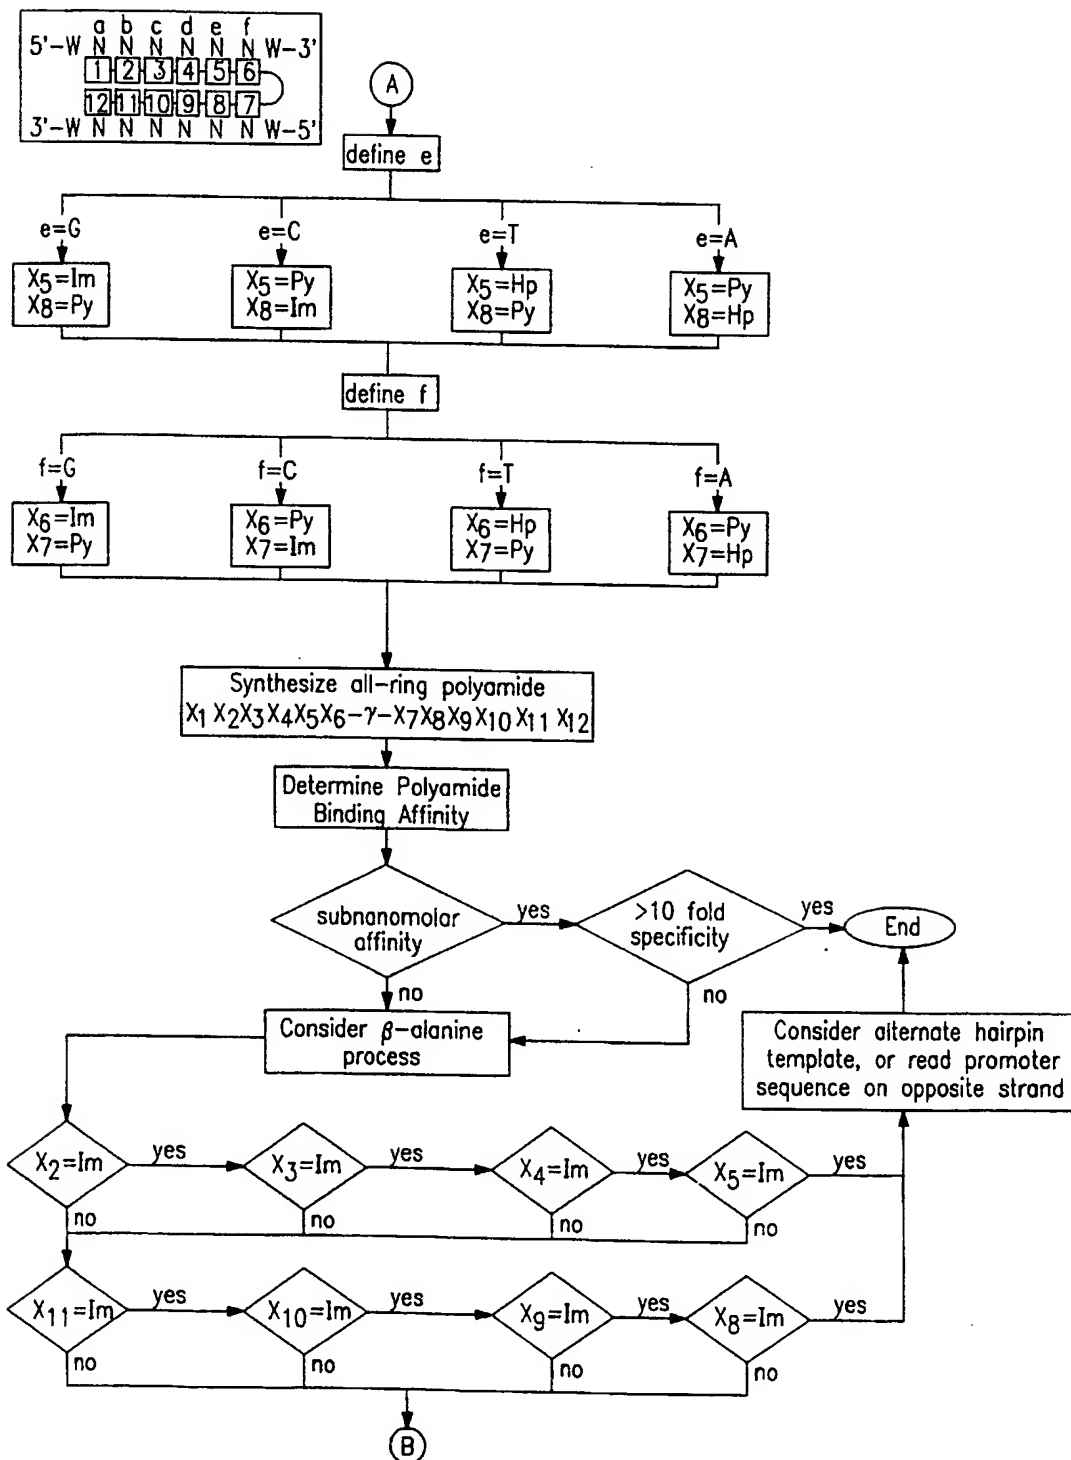 a b c d e f
5'-W N N N N N N W-3'
1 2 3 4 5 6
12 11 10 9 8 7
3'-W N N N N N N W-5'
A
define e
e=G e=C e=T e=A
X5=Im
X8=Py
X5=Py
X8=Im
X5=Hp
X8=Py
X5=Py
X8=Hp
define f
f=G f=C f=T f=A
X6=Im
X7=Py
X6=Py
X7=Im
X6=Hp
X7=Py
X6=Py
X7=Hp
Synthesize all-ring polyamide
X1 X2X3X4X5X6-γ-X7X8X9X10X11 X12
Determine Polyamide
Binding Affinity
subnanomolar
affinity
yes
>10 fold
specificity
yes
End
no
no
Consider β-alanine
process
Consider alternate hairpin
template, or read promoter
sequence on opposite strand
X2=Im yes X3=Im yes X4=Im yes X5=Im yes
no no no no
X11=Im yes X10=Im yes X9=Im yes X8=Im yes
no no no no
B